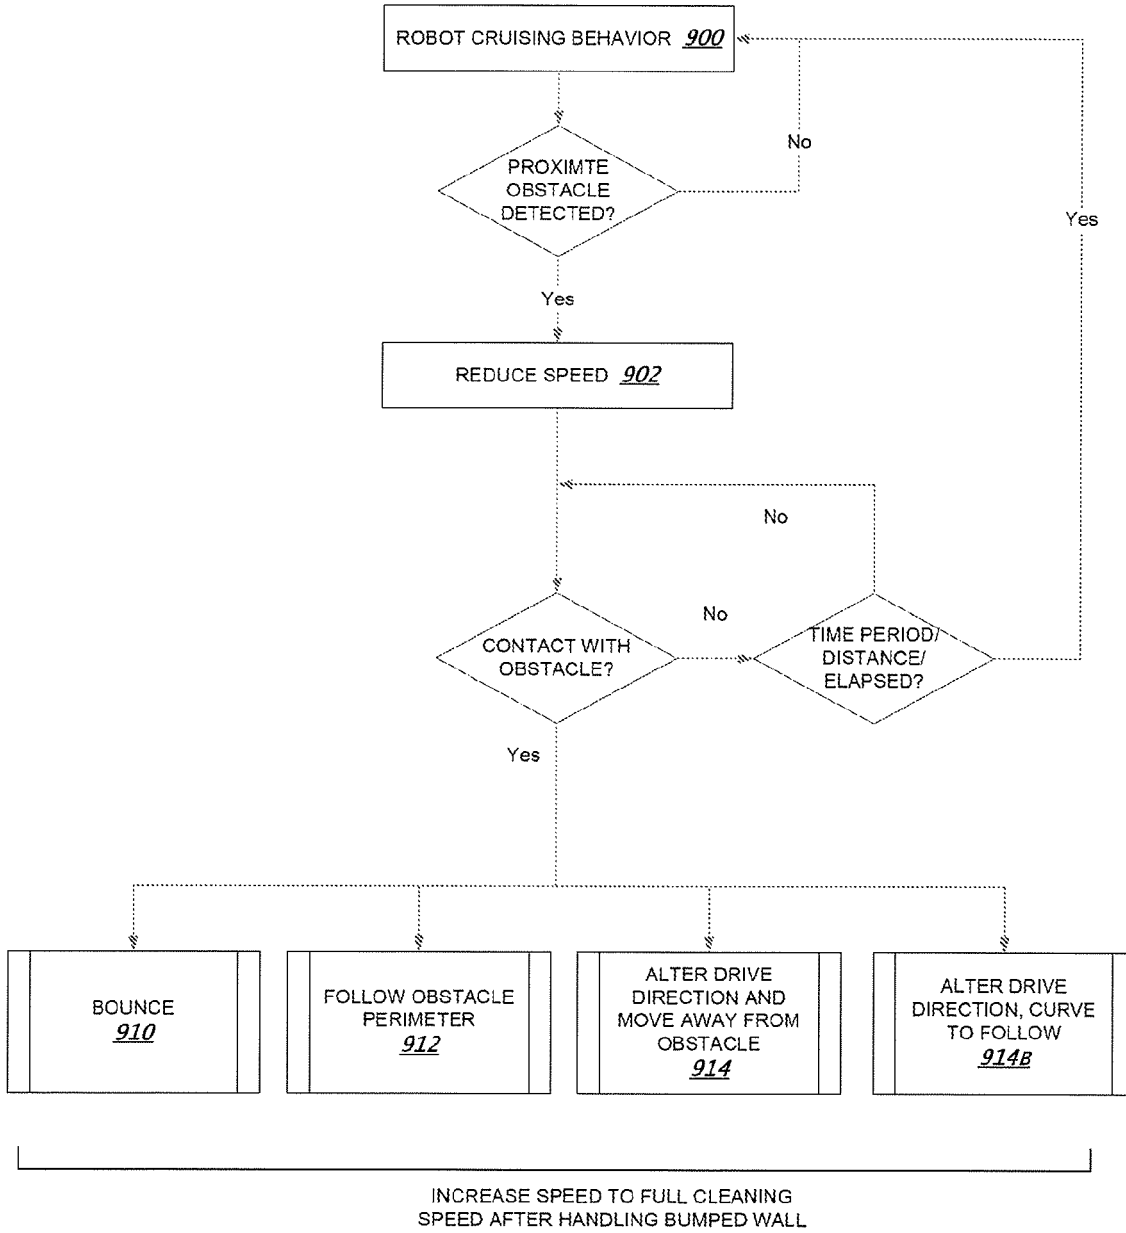 ROBOT CRUISING BEHAVIOR 900
No
PROXIMTE
OBSTACLE
DETECTED?
Yes
Yes
REDUCE SPEED 902
No
No
CONTACT WITH
OBSTACLE?
TIME PERIOD/
DISTANCE/
ELAPSED?
Yes
BOUNCE
910
FOLLOW OBSTACLE
PERIMETER
912
ALTER DRIVE
DIRECTION AND
MOVE AWAY FROM
OBSTACLE
914
ALTER DRIVE
DIRECTION, CURVE
TO FOLLOW
914B
INCREASE SPEED TO FULL CLEANING
SPEED AFTER HANDLING BUMPED WALL